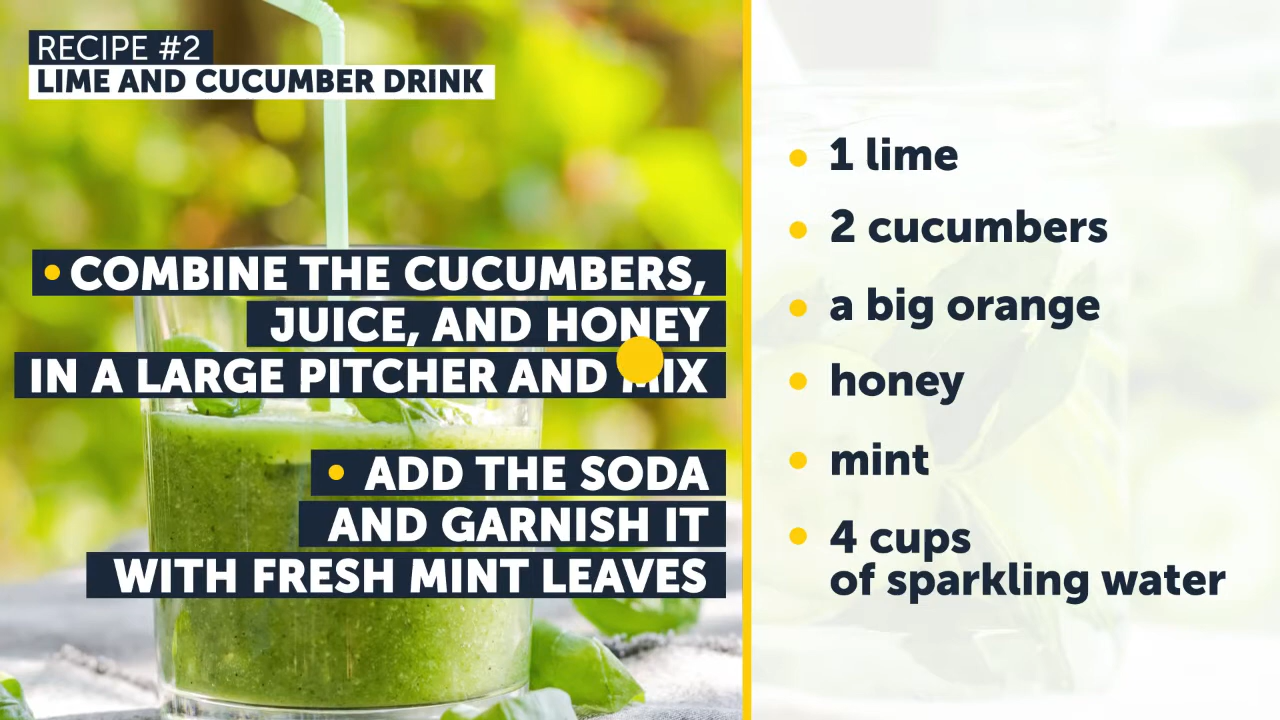 RECIPE #2
LIME AND CUCUMBER DRINK
• COMBINE THE CUCUMBERS,
JUICE, AND HONEY
IN A LARGE PITCHER AND MIX
• ADD THE SODA
AND GARNISH IT
WITH FRESH MINT LEAVES
• 1 lime
• 2 cucumbers
• a big orange
• honey
• mint
• 4 cups
of sparkling water